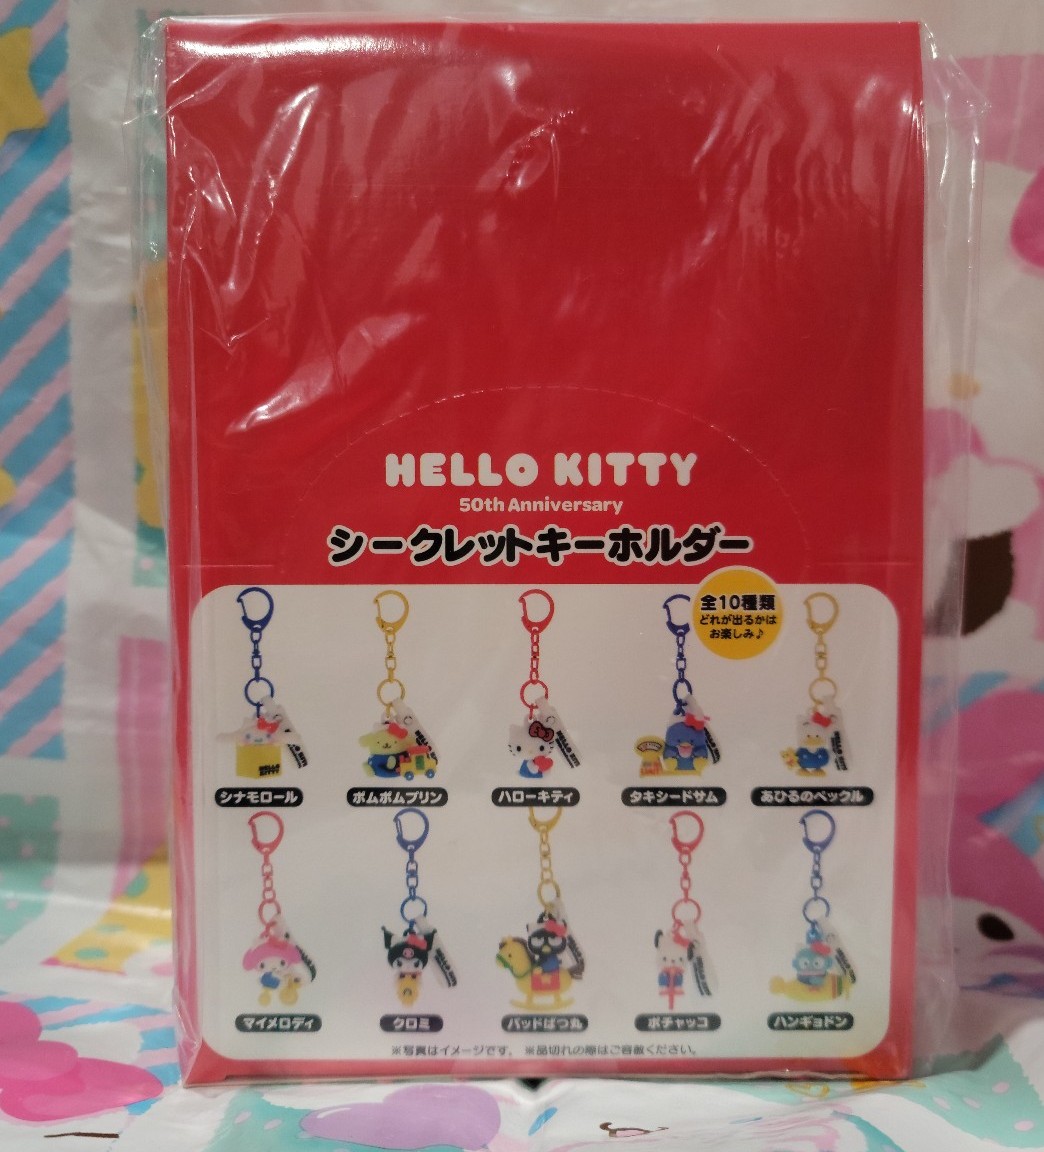 HELLO KITTY
50th Anniversary
シークレットキーホルダー
全10種類
どれが出るかは
お楽しみ♪
シナモロール
ポムポムプリン
ハローキティ
タキシードサム
あひるのペックル
マイメロディ
クロミ
バッドばつ丸
ポチャッコ
ハンギョドン
※写真はイメージです。 ※品切れの際はご容赦ください。